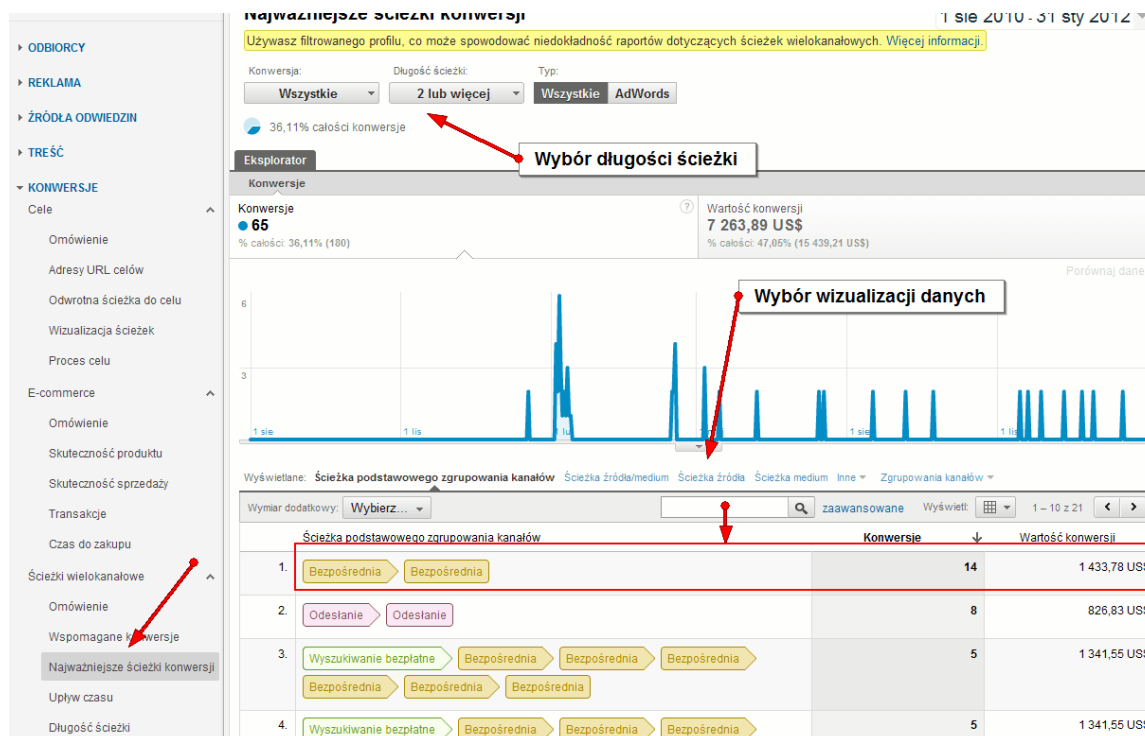 Najważniejsze ścieżki konwersji
1 sie 2010 - 31 sty 2012
Używasz filtrowanego profilu, co może spowodować niedokładność raportów dotyczących ścieżek wielokanałowych. Więcej informacji.
ODBIORCY
REKLAMA
ŹRÓDŁA ODWIEDZIN
TREŚĆ
KONWERSJE
Cele
Omówienie
Adresy URL celów
Odwrotna ścieżka do celu
Wizualizacja ścieżek
Proces celu
E-commerce
Omówienie
Skuteczność produktu
Skuteczność sprzedaży
Transakcje
Czas do zakupu
Ścieżki wielokanałowe
Omówienie
Wspomagane konwersje
Najważniejsze ścieżki konwersji
Upływ czasu
Długość ścieżki
Konwersja: Długość ścieżki: Typ:
Wszystkie 2 lub więcej Wszystkie AdWords
36,11% całości konwersje
Wybór długości ścieżki
Eksplorator
Konwersje
Konwersje
65
% całości: 36,11% (180)
?
Wartość konwersji
7 263,89 US$
% całości: 47,05% (15 439,21 US$)
Porównaj dane
Wybór wizualizacji danych
6
3
1 sie 1 lis 1 lu 1 sie 1 lis
Wyświetlane: Ścieżka podstawowego zgrupowania kanałów Ścieżka źródła/medium Ścieżka źródła Ścieżka medium Inne Zgrupowania kanałów
Wymiar dodatkowy: Wybierz... zaawansowane Wyświetl: 1 – 10 z 21
Ścieżka podstawowego zgrupowania kanałów Konwersje Wartość konwersji
1. Bezpośrednia Bezpośrednia 14 1 433,78 US$
2. Odesłanie Odesłanie 8 826,83 US$
3. Wyszukiwanie bezpłatne Bezpośrednia Bezpośrednia Bezpośrednia 5 1 341,55 US$
Bezpośrednia Bezpośrednia Bezpośrednia
4. Wyszukiwanie bezpłatne Bezpośrednia Bezpośrednia Bezpośrednia 5 1 341,55 US$